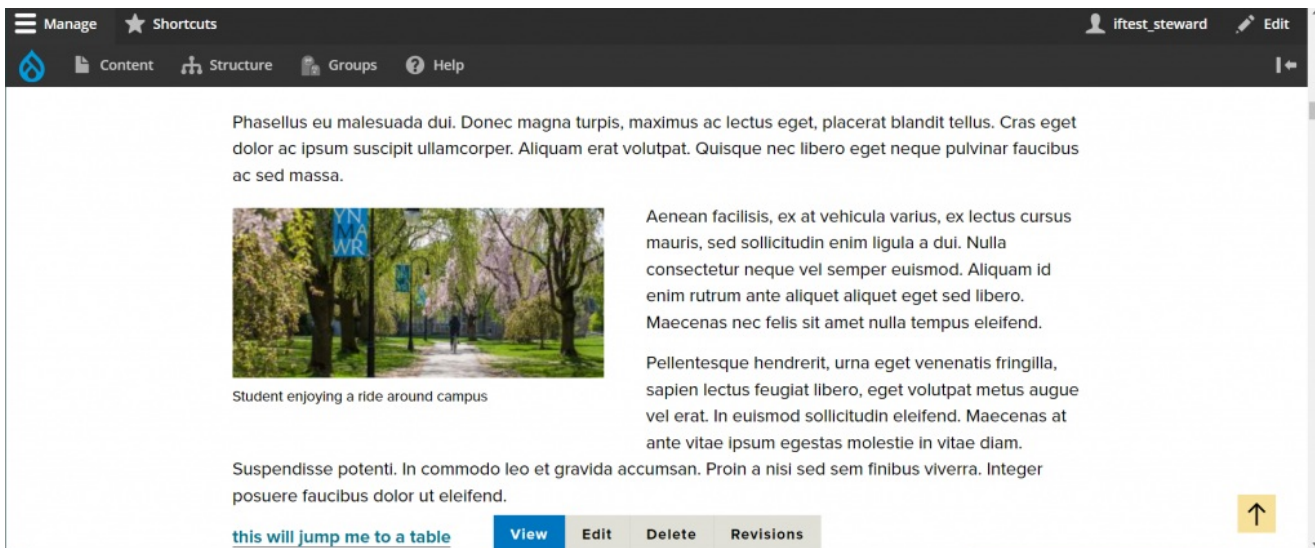 Manage Shortcuts iftest_steward Edit
Content Structure Groups Help
Phasellus eu malesuada dui. Donec magna turpis, maximus ac lectus eget, placerat blandit tellus. Cras eget
dolor ac ipsum suscipit ullamcorper. Aliquam erat volutpat. Quisque nec libero eget neque pulvinar faucibus
ac sed massa.
YN
MA
WR
Student enjoying a ride around campus
Aenean facilisis, ex at vehicula varius, ex lectus cursus
mauris, sed sollicitudin enim ligula a dui. Nulla
consectetur neque vel semper euismod. Aliquam id
enim rutrum ante aliquet aliquet eget sed libero.
Maecenas nec felis sit amet nulla tempus eleifend.
Pellentesque hendrerit, urna eget venenatis fringilla,
sapien lectus feugiat libero, eget volutpat metus augue
vel erat. In euismod sollicitudin eleifend. Maecenas at
ante vitae ipsum egestas molestie in vitae diam.
Suspendisse potenti. In commodo leo et gravida accumsan. Proin a nisi sed sem finibus viverra. Integer
posuere faucibus dolor ut eleifend.
this will jump me to a table
View Edit Delete Revisions